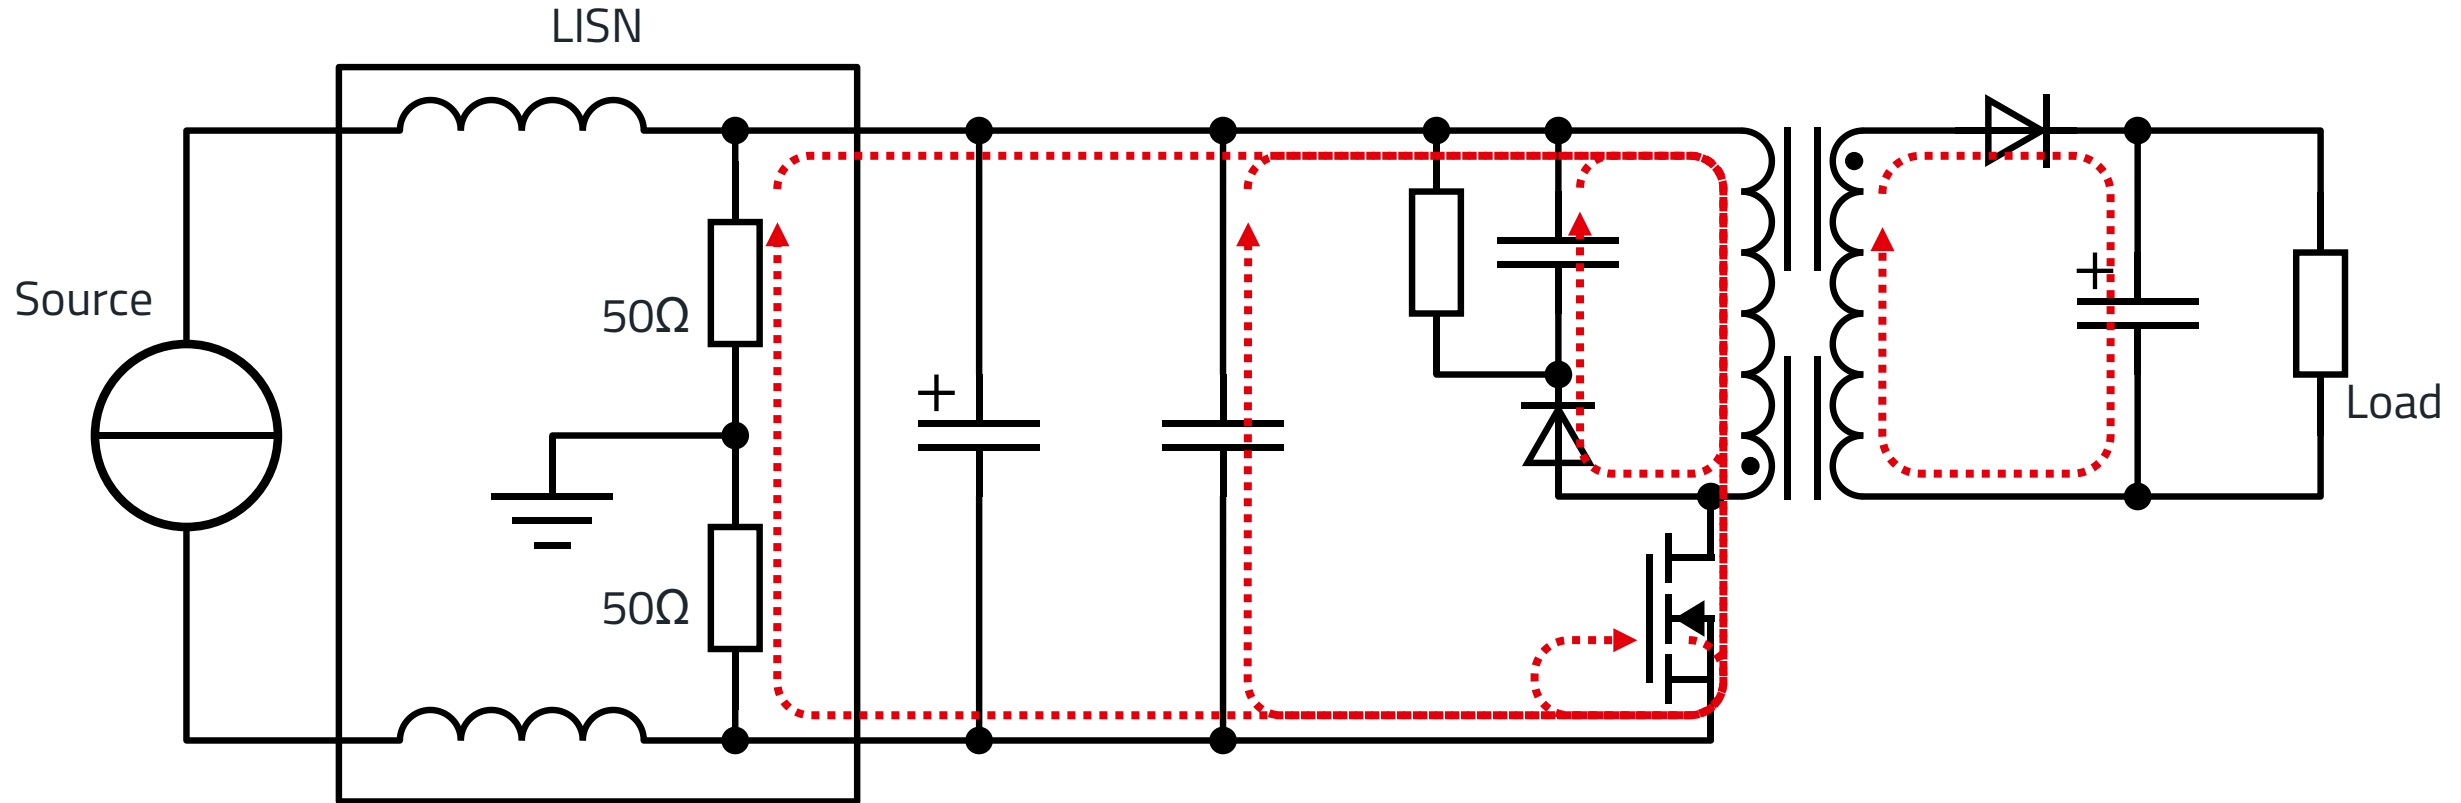 LISN
Source
50Ω
50Ω
+
+
Load